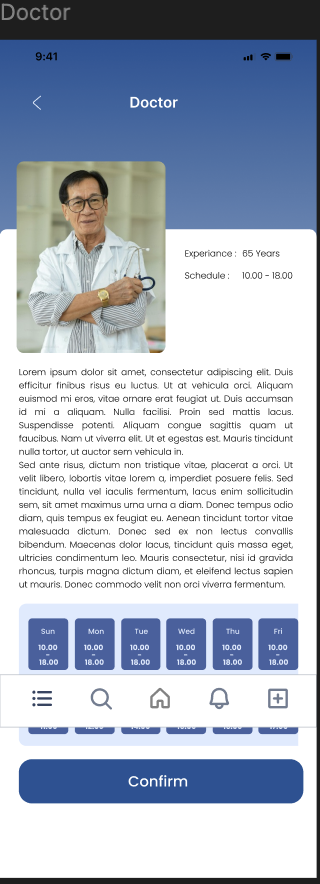 Doctor
9:41
Doctor
Experiance : 65 Years
Schedule : 10.00 - 18.00
Lorem ipsum dolor sit amet, consectetur adipiscing elit. Duis
efficitur finibus risus eu luctus. Ut at vehicula orci. Aliquam
euismod mi eros, vitae ornare erat feugiat ut. Duis accumsan
id mi a aliquam. Nulla facilisi. Proin sed mattis lacus.
Suspendisse potenti. Aliquam congue sagittis quam ut
faucibus. Nam ut viverra elit. Ut et egestas est. Mauris tincidunt
nulla tortor, ut auctor sem vehicula in.
Sed ante risus, dictum non tristique vitae, placerat a orci. Ut
velit libero, lobortis vitae lorem a, imperdiet posuere felis. Sed
tincidunt, nulla vel iaculis fermentum, lacus enim sollicitudin
sem, sit amet maximus urna urna a diam. Donec tempus odio
diam, quis tempus ex feugiat eu. Aenean tincidunt tortor vitae
malesuada dictum. Donec sed ex non lectus convallis
bibendum. Maecenas dolor lacus, tincidunt quis massa eget,
ultricies condimentum leo. Mauris consectetur, nisi id gravida
rhoncus, turpis magna dictum diam, et eleifend lectus sapien
ut mauris. Donec commodo velit non orci viverra fermentum.
Sun Mon Tue Wed Thu Fri
10.00 10.00 10.00 10.00 10.00 10.00
- - - - - -
18.00 18.00 18.00 18.00 18.00 18.00
Confirm